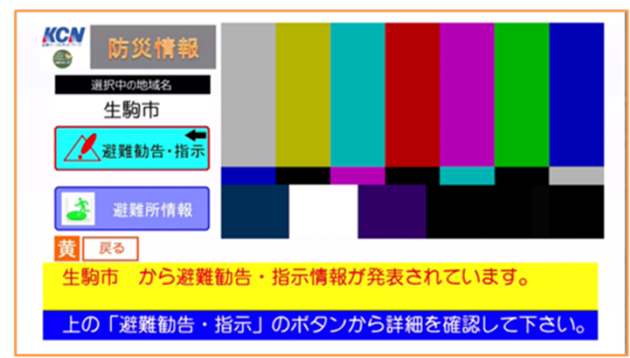 KCN
防災情報
選択中の地域名
生駒市
避難勧告・指示
避難所情報
黄 戻る
生駒市 から避難勧告・指示情報が発表されています。
上の「避難勧告・指示」のボタンから詳細を確認して下さい。